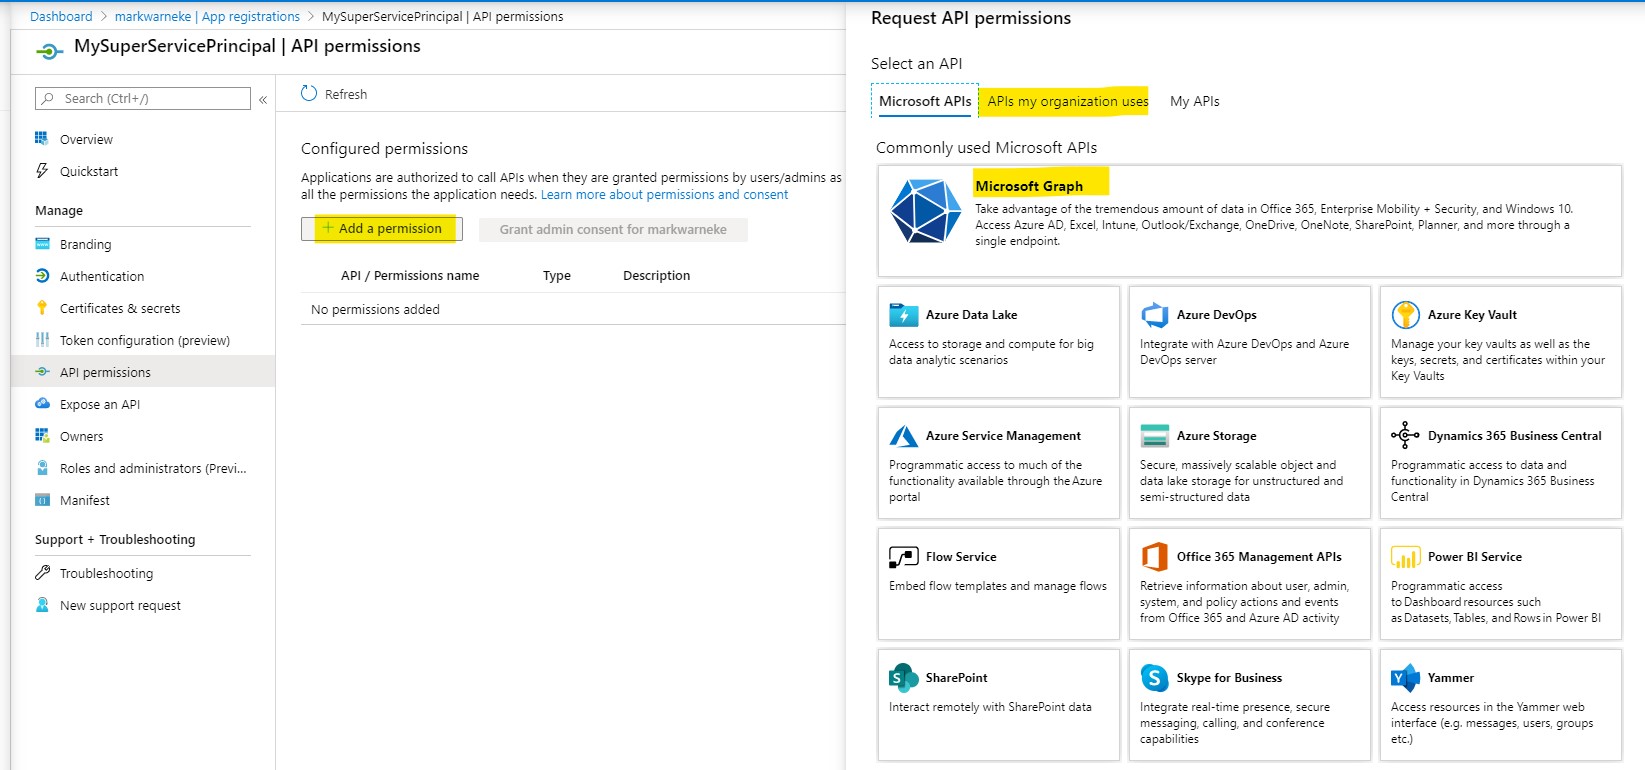 Dashboard > markwarneke | App registrations > MySuperServicePrincipal | API permissions
MySuperServicePrincipal | API permissions
Search (Ctrl+/)
«
Overview
Quickstart
Manage
Branding
Authentication
Certificates & secrets
Token configuration (preview)
API permissions
Expose an API
Owners
Roles and administrators (Previ...
Manifest
Support + Troubleshooting
Troubleshooting
New support request
Refresh
Configured permissions
Applications are authorized to call APIs when they are granted permissions by users/admins as
all the permissions the application needs. Learn more about permissions and consent
+ Add a permission
Grant admin consent for markwarneke
API / Permissions name
Type
Description
No permissions added
Request API permissions
Select an API
Microsoft APIs
APIs my organization uses
My APIs
Commonly used Microsoft APIs
Microsoft Graph
Take advantage of the tremendous amount of data in Office 365, Enterprise Mobility + Security, and Windows 10.
Access Azure AD, Excel, Intune, Outlook/Exchange, OneDrive, OneNote, SharePoint, Planner, and more through a
single endpoint.
Azure Data Lake
Access to storage and compute for big
data analytic scenarios
Azure DevOps
Integrate with Azure DevOps and Azure
DevOps server
Azure Key Vault
Manage your key vaults as well as the
keys, secrets, and certificates within your
Key Vaults
Azure Service Management
Programmatic access to much of the
functionality available through the Azure
portal
Azure Storage
Secure, massively scalable object and
data lake storage for unstructured and
semi-structured data
Dynamics 365 Business Central
Programmatic access to data and
functionality in Dynamics 365 Business
Central
Flow Service
Embed flow templates and manage flows
Office 365 Management APIs
Retrieve information about user, admin,
system, and policy actions and events
from Office 365 and Azure AD activity
Power BI Service
Programmatic access
to Dashboard resources such
as Datasets, Tables, and Rows in Power BI
S
SharePoint
Interact remotely with SharePoint data
S
Skype for Business
Integrate real-time presence, secure
messaging, calling, and conference
capabilities
Y
Yammer
Access resources in the Yammer web
interface (e.g. messages, users, groups
etc.)